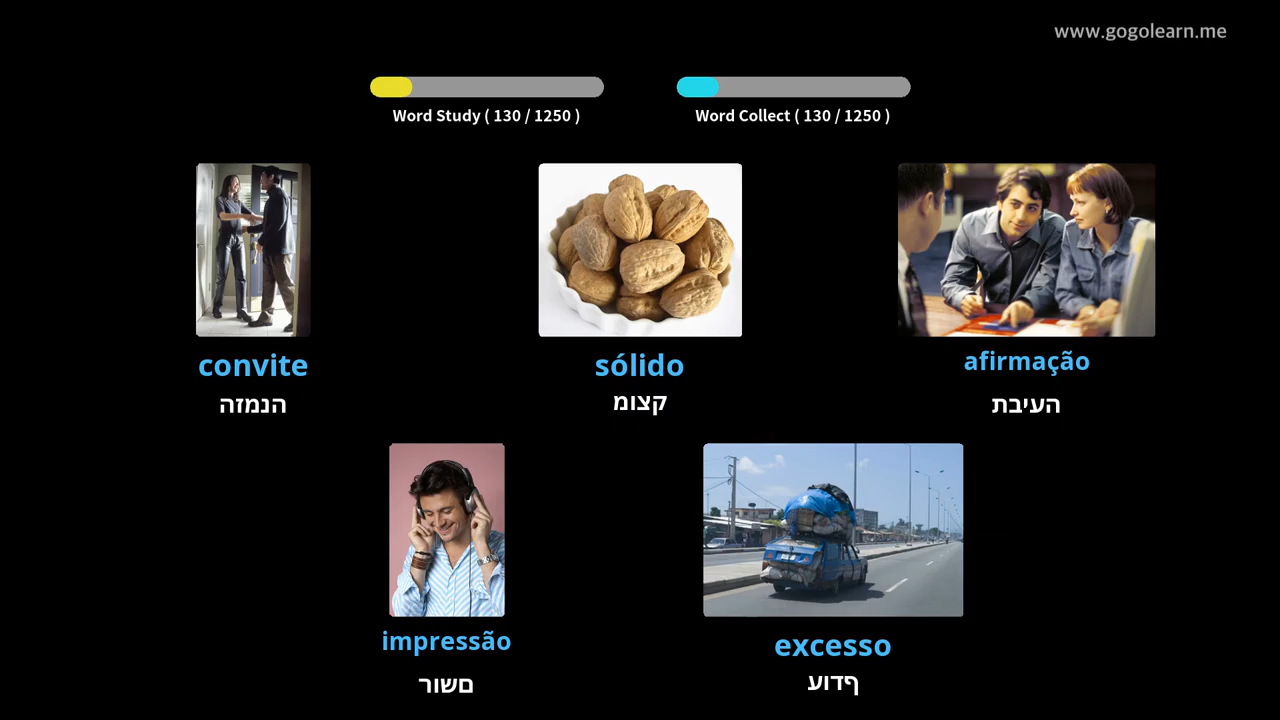 www.gogolearn.me
Word Study ( 130 / 1250 )
Word Collect ( 130 / 1250 )
convite
הנמזה
sólido
קצומ
afirmação
העיבת
impressão
םשור
excesso
ףדוע